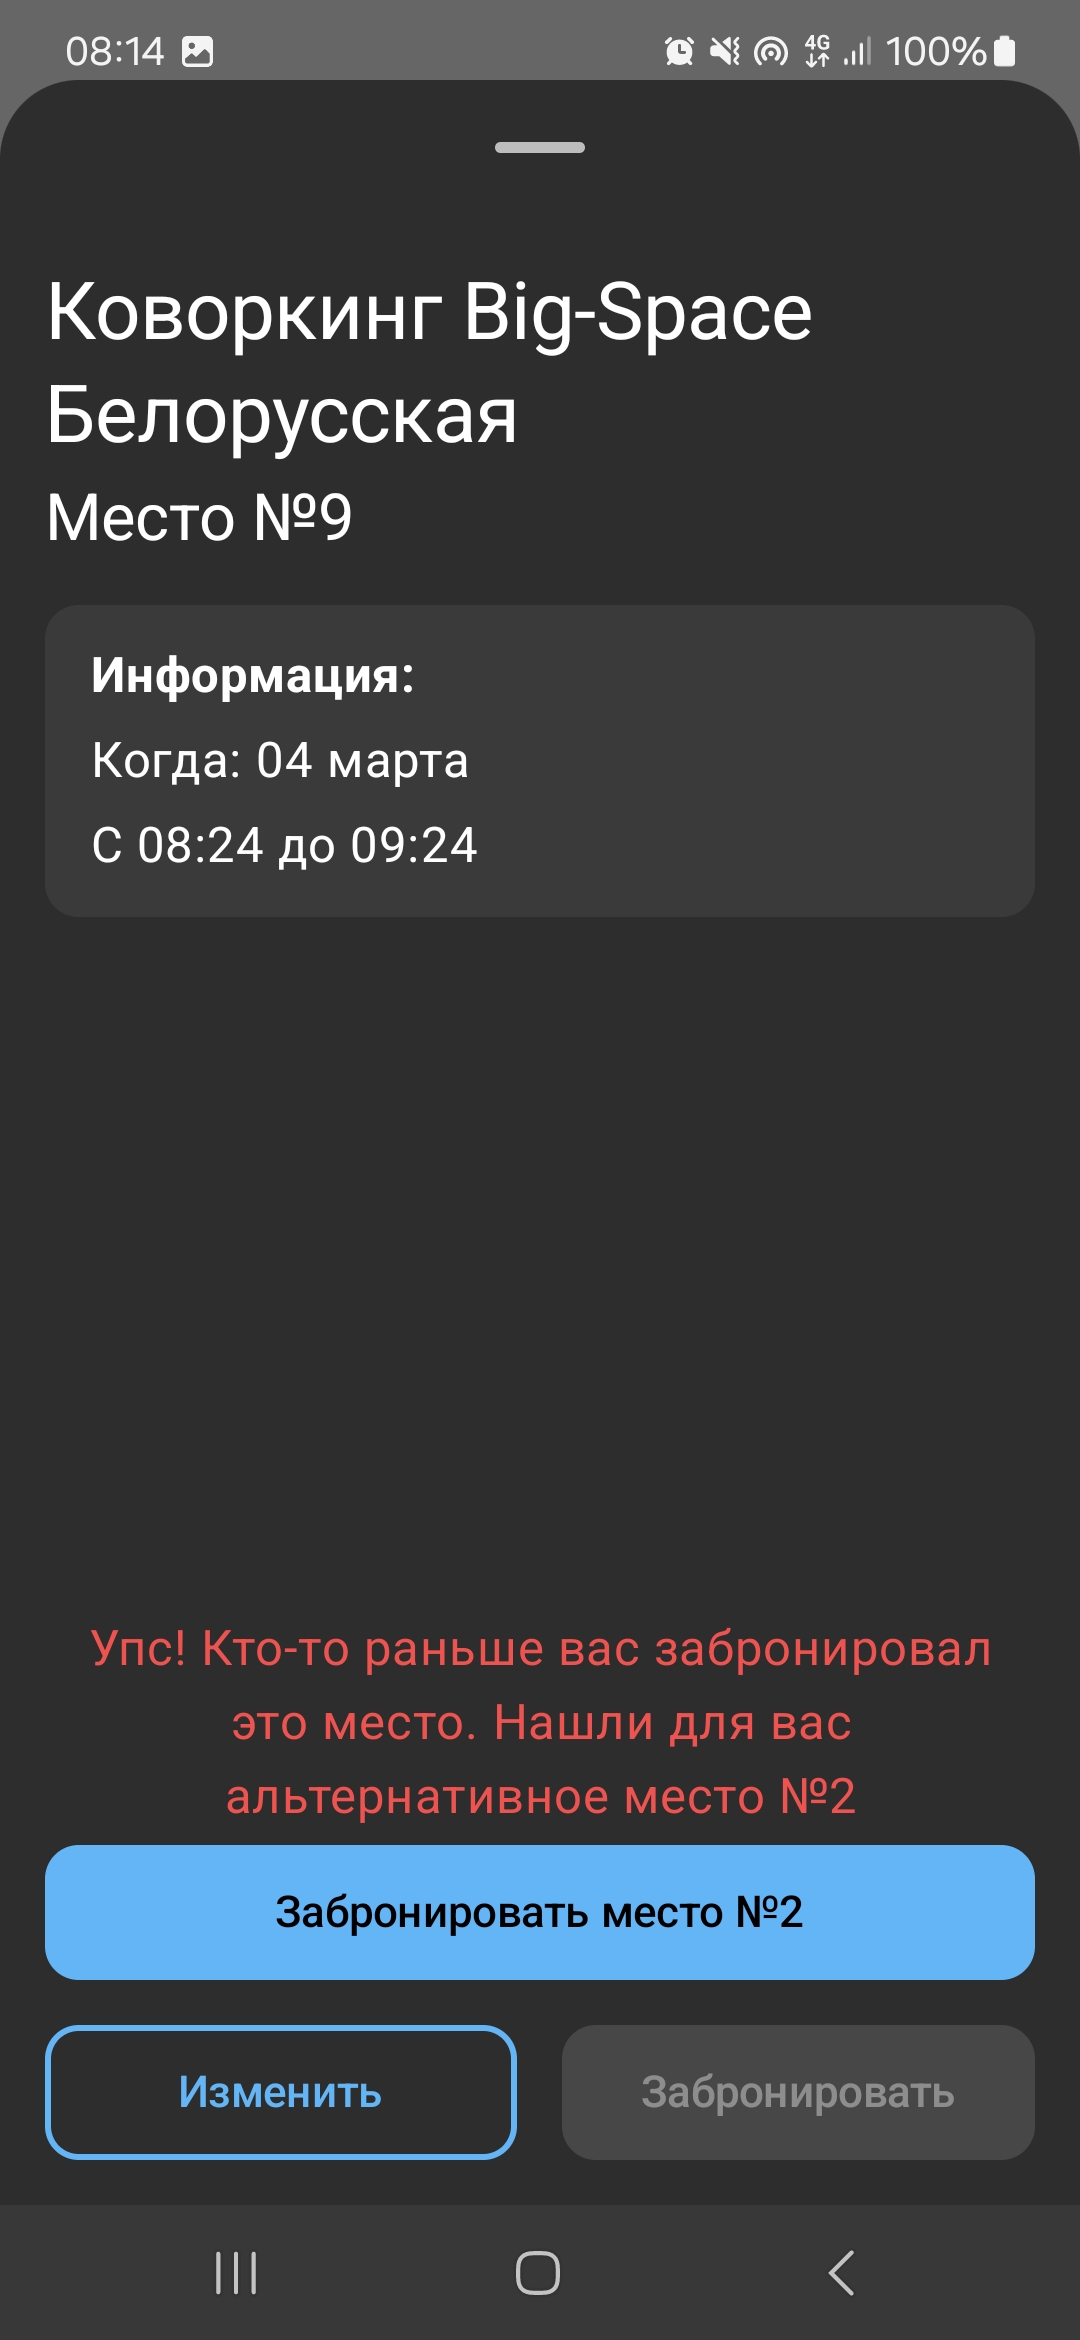 08:14
4G
100%
Коворкинг Big-Space
Белорусская
Место №9
Информация:
Когда: 04 марта
С 08:24 до 09:24
Упс! Кто-то раньше вас забронировал
это место. Нашли для вас
альтернативное место №2
Забронировать место №2
Изменить
Забронировать